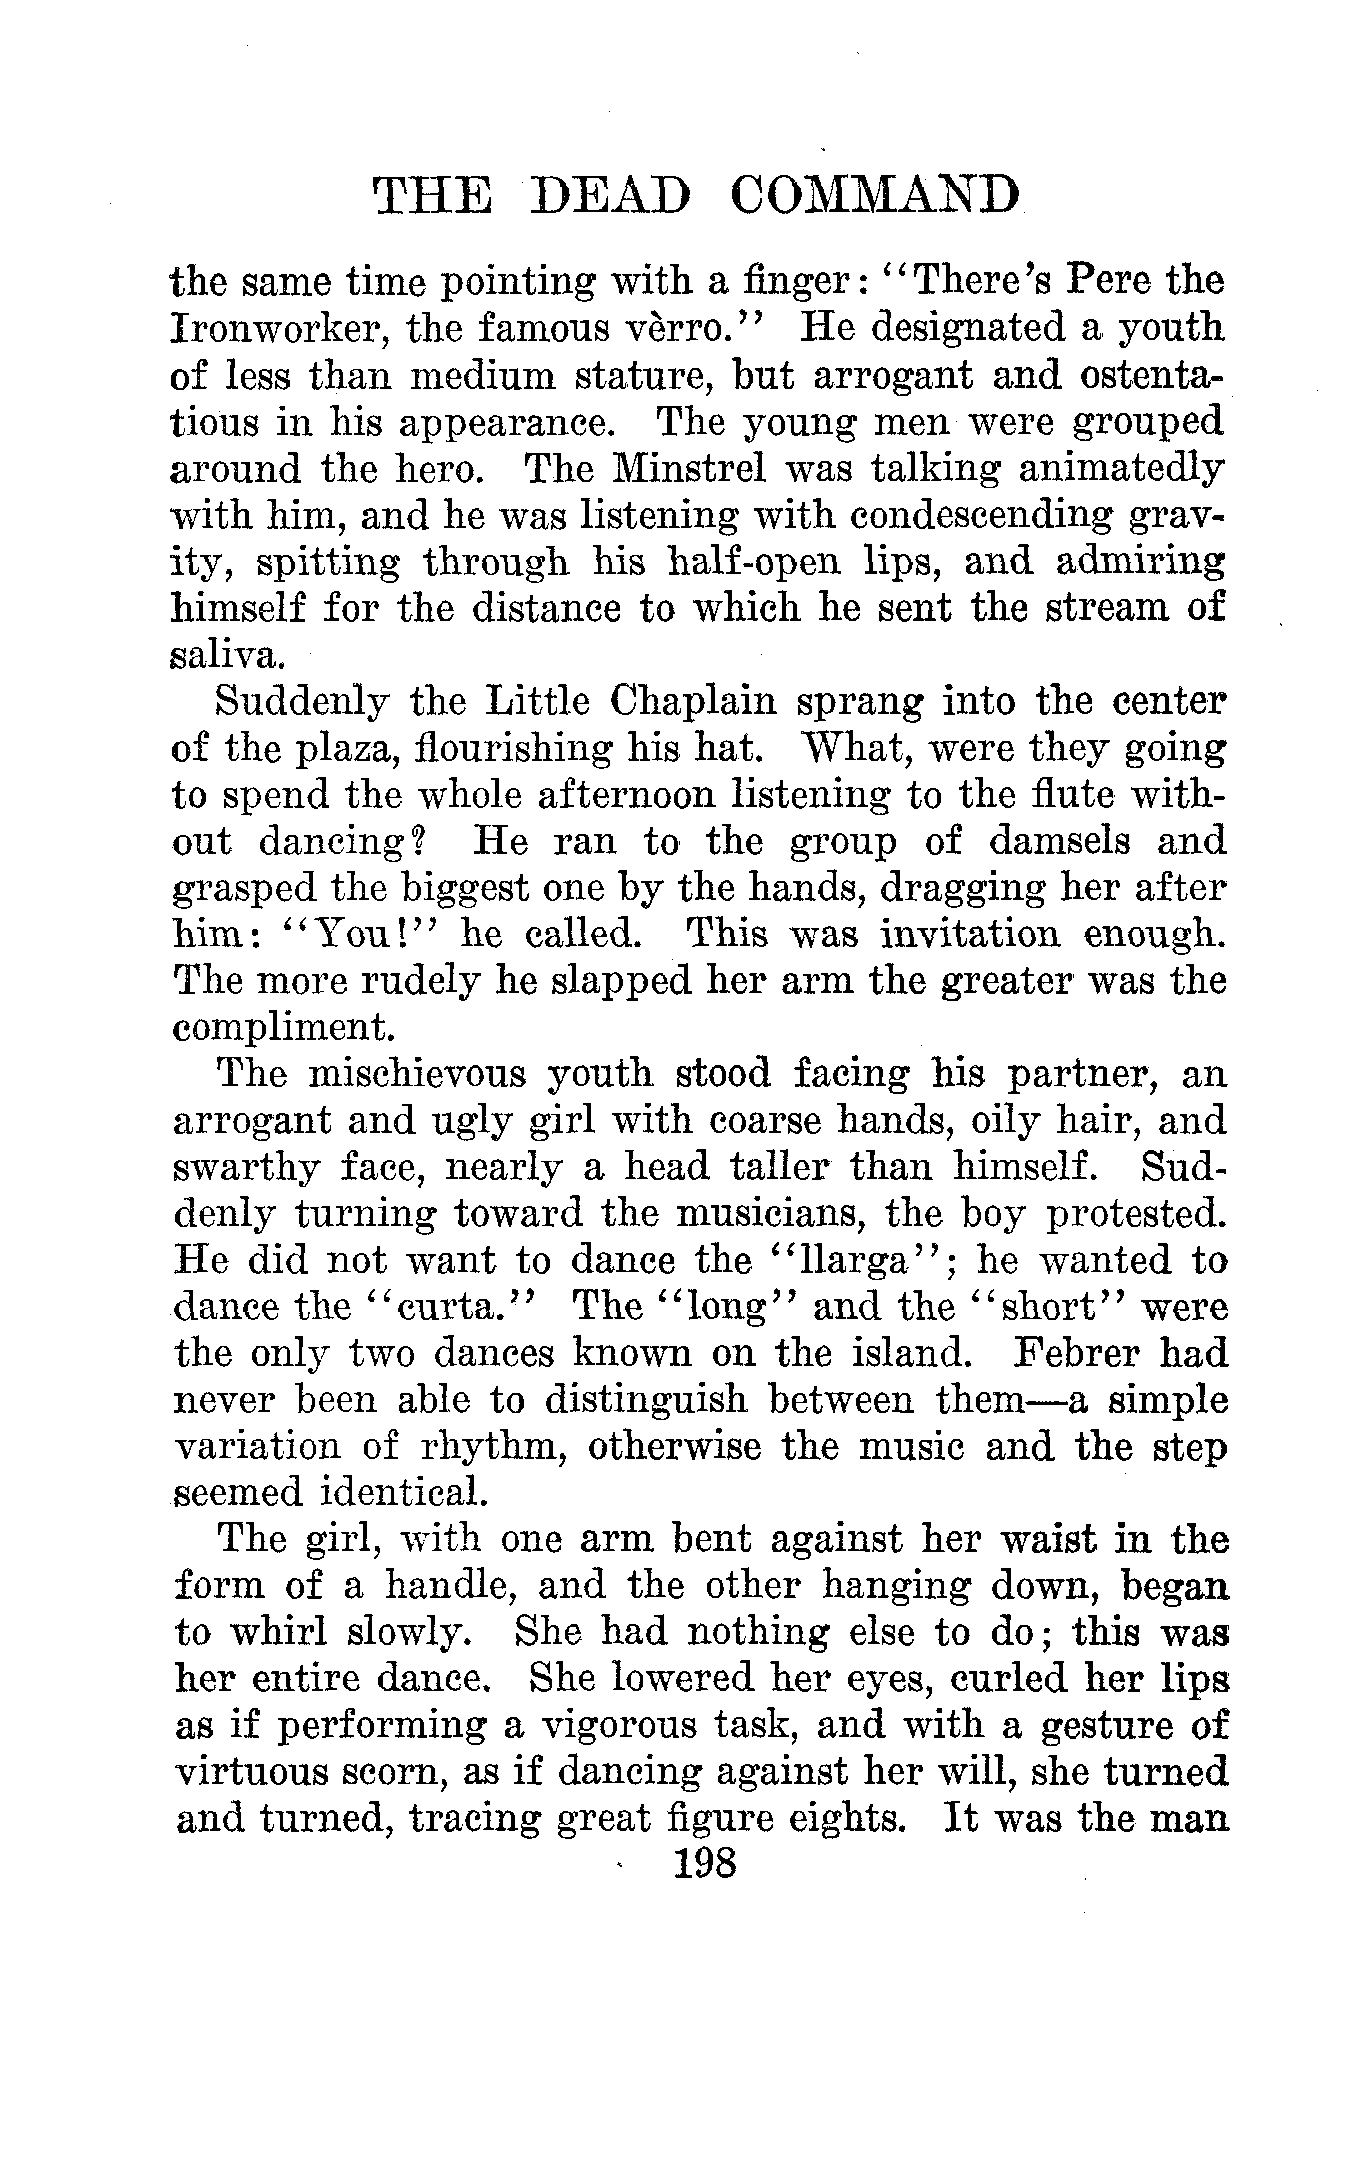 THE DEAD COMMAND
the same time pointing with a finger: "There's Pere the
Ironworker, the famous vèrro." He designated a youth
of less than medium stature, but arrogant and ostenta-
tious in his appearance. The young men were grouped
around the hero. The Minstrel was talking animatedly
with him, and he was listening with condescending grav-
ity, spitting through his half-open lips, and admiring
himself for the distance to which he sent the stream of
saliva.
Suddenly the Little Chaplain sprang into the center
of the plaza, flourishing his hat. What, were they going
to spend the whole afternoon listening to the flute with-
out dancing? He ran to the group of damsels and
grasped the biggest one by the hands, dragging her after
him: "You!" he called. This was invitation enough.
The more rudely he slapped her arm the greater was the
compliment.
The mischievous youth stood facing his partner, an
arrogant and ugly girl with coarse hands, oily hair, and
swarthy face, nearly a head taller than himself. Sud-
denly turning toward the musicians, the boy protested.
He did not want to dance the "llarga"; he wanted to
dance the "curta." The "long" and the "short" were
the only two dances known on the island. Febrer had
never been able to distinguish between them—a simple
variation of rhythm, otherwise the music and the step
seemed identical.
The girl, with one arm bent against her waist in the
form of a handle, and the other hanging down, began
to whirl slowly. She had nothing else to do; this was
her entire dance. She lowered her eyes, curled her lips
as if performing a vigorous task, and with a gesture of
virtuous scorn, as if dancing against her will, she turned
and turned, tracing great figure eights. It was the man
198